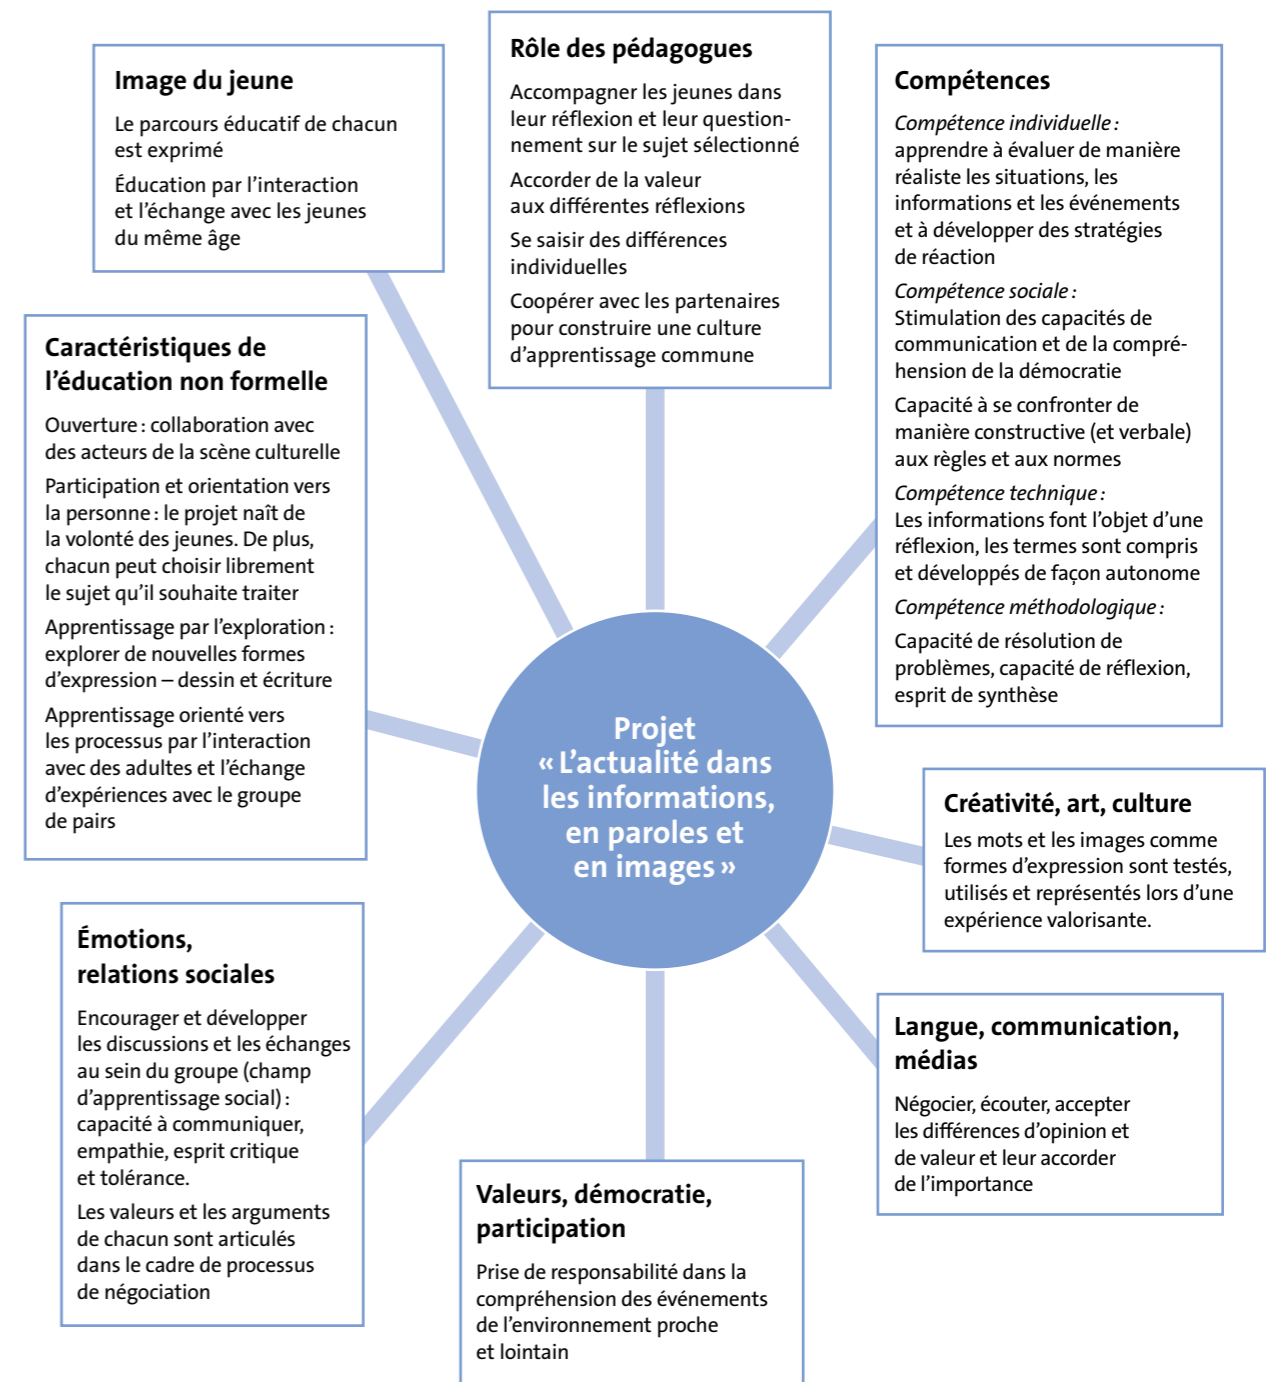 Image du jeune
Le parcours éducatif de chacun
est exprimé
Éducation par l’interaction
et l’échange avec les jeunes
du même âge
Rôle des pédagogues
Accompagner les jeunes dans
leur réflexion et leur question-
nement sur le sujet sélectionné
Accorder de la valeur
aux différentes réflexions
Se saisir des différences
individuelles
Coopérer avec les partenaires
pour construire une culture
d’apprentissage commune
Compétences
Compétence individuelle :
apprendre à évaluer de manière
réaliste les situations, les
informations et les événements
et à développer des stratégies
de réaction
Compétence sociale :
Stimulation des capacités de
communication et de la compré-
hension de la démocratie
Capacité à se confronter de
manière constructive (et verbale)
aux règles et aux normes
Compétence technique :
Les informations font l’objet d’une
réflexion, les termes sont compris
et développés de façon autonome
Compétence méthodologique :
Capacité de résolution de
problèmes, capacité de réflexion,
esprit de synthèse
Caractéristiques de
l’éducation non formelle
Ouverture : collaboration avec
des acteurs de la scène culturelle
Participation et orientation vers
la personne : le projet naît de
la volonté des jeunes. De plus,
chacun peut choisir librement
le sujet qu’il souhaite traiter
Apprentissage par l’exploration :
explorer de nouvelles formes
d’expression – dessin et écriture
Apprentissage orienté vers
les processus par l’interaction
avec des adultes et l’échange
d’expériences avec le groupe
de pairs
Projet
« L’actualité dans
les informations,
en paroles et
en images »
Créativité, art, culture
Les mots et les images comme
formes d’expression sont testés,
utilisés et représentés lors d’une
expérience valorisante.
Émotions,
relations sociales
Encourager et développer
les discussions et les échanges
au sein du groupe (champ
d’apprentissage social) :
capacité à communiquer,
empathie, esprit critique
et tolérance.
Les valeurs et les arguments
de chacun sont articulés
dans le cadre de processus
de négociation
Langue, communication,
médias
Négocier, écouter, accepter
les différences d’opinion et
de valeur et leur accorder
de l’importance
Valeurs, démocratie,
participation
Prise de responsabilité dans la
compréhension des événements
de l’environnement proche
et lointain